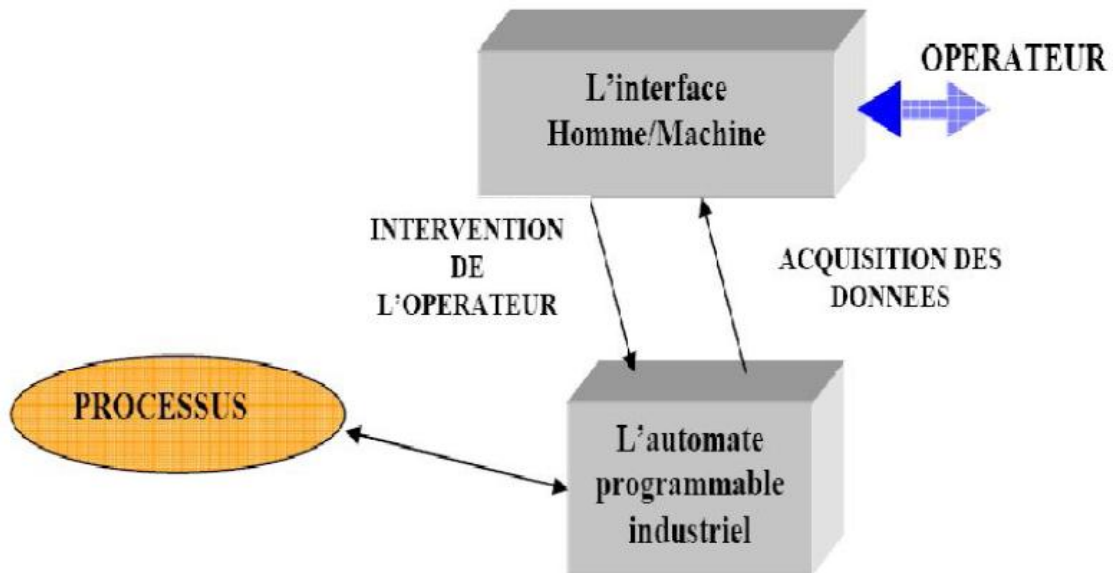 L'interface
Homme/Machine
OPERATEUR
INTERVENTION
DE
L'OPERATEUR
ACQUISITION DES
DONNEES
PROCESSUS
L'automate
programmable
industriel